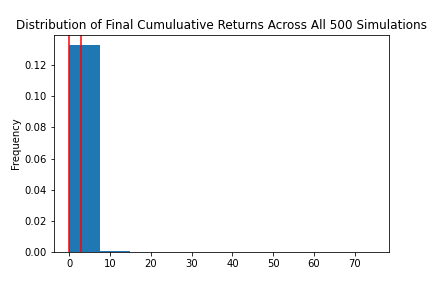 Distribution of Final Cumuluative Returns Across All 500 Simulations
0.12
0.10
0.08
0.06
0.04
0.02
0.00
Frequency
0 10 20 30 40 50 60 70